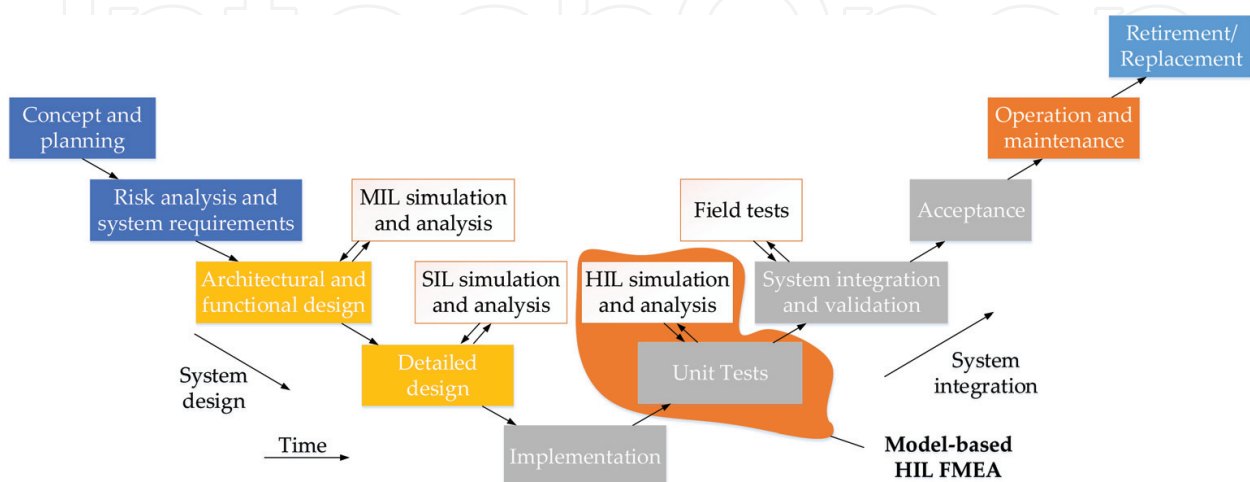 Retirement/
Replacement
Concept and
planning
Operation and
maintenance
Risk analysis and
system requirements
MIL simulation
and analysis
Field tests
Acceptance
Architectural and
functional design
SIL simulation
and analysis
HIL simulation
and analysis
System integration
and validation
System
design
Detailed
design
Unit Tests
System
integration
Time
Implementation
Model-based
HIL FMEA